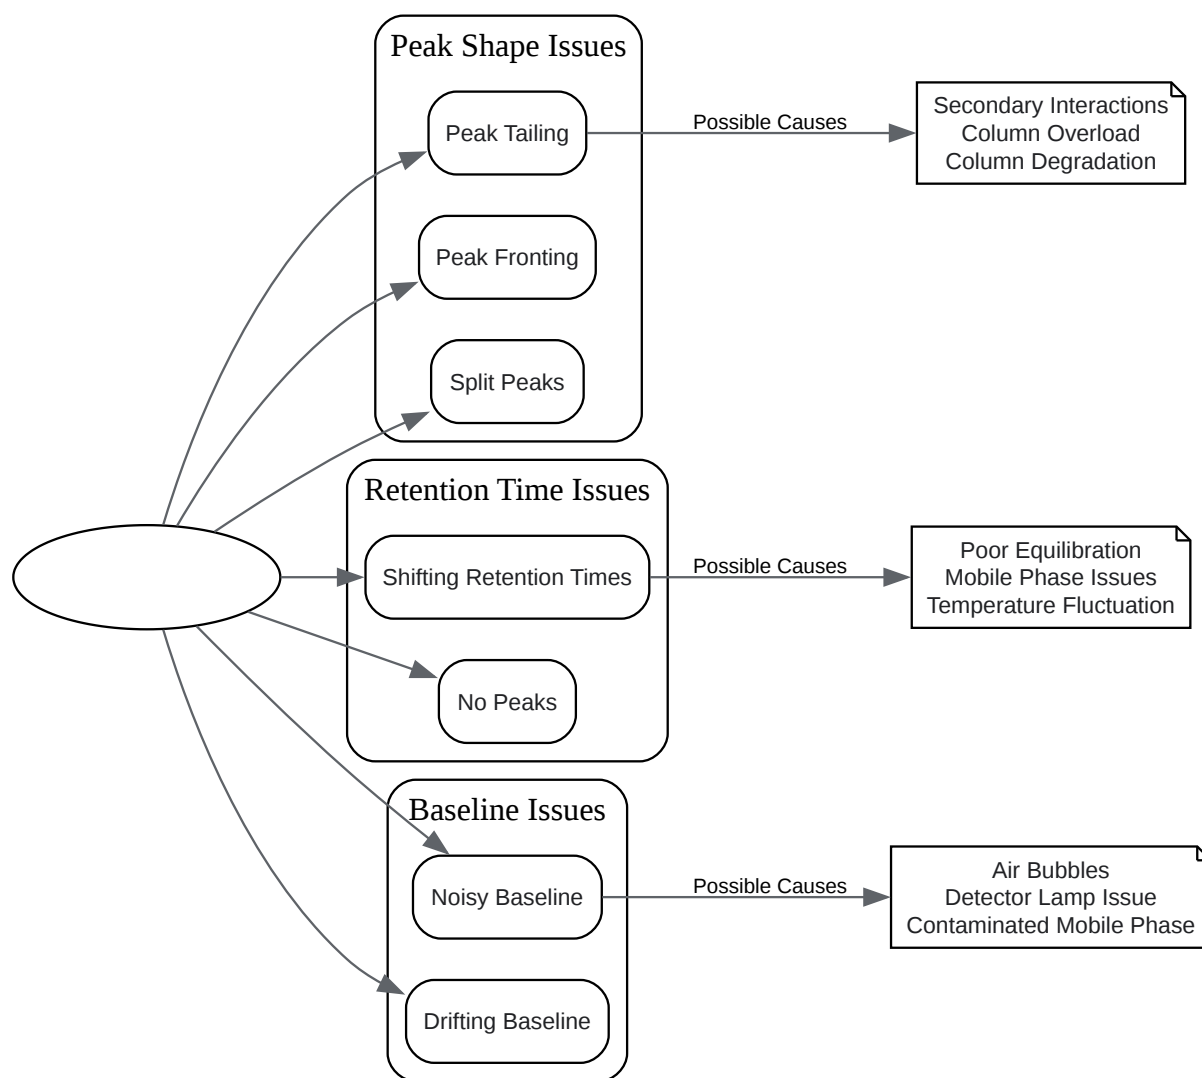 Peak Shape Issues
Peak Tailing
Possible Causes
Secondary Interactions
Column Overload
Column Degradation
Peak Fronting
Split Peaks
Retention Time Issues
Shifting Retention Times
Possible Causes
Poor Equilibration
Mobile Phase Issues
Temperature Fluctuation
No Peaks
Baseline Issues
Noisy Baseline
Possible Causes
Air Bubbles
Detector Lamp Issue
Contaminated Mobile Phase
Drifting Baseline